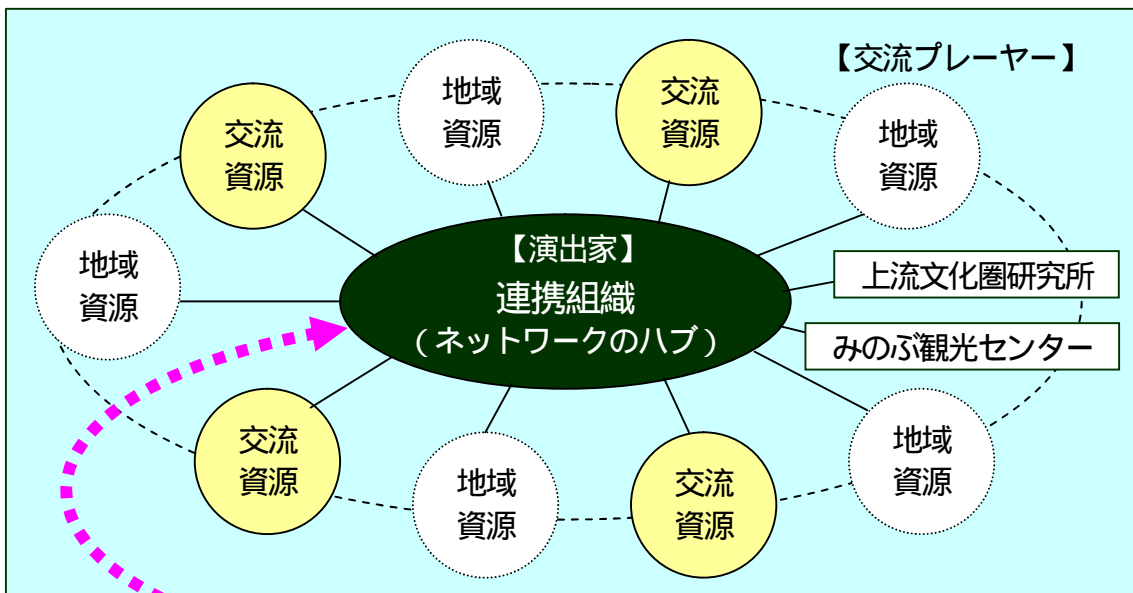 【交流プレーヤー】
地域
資源
交流
資源
交流
資源
地域
資源
地域
資源
【演出家】
連携組織
（ネットワークのハブ）
上流文化圏研究所
みのぶ観光センター
交流
資源
地域
資源
交流
資源
地域
資源